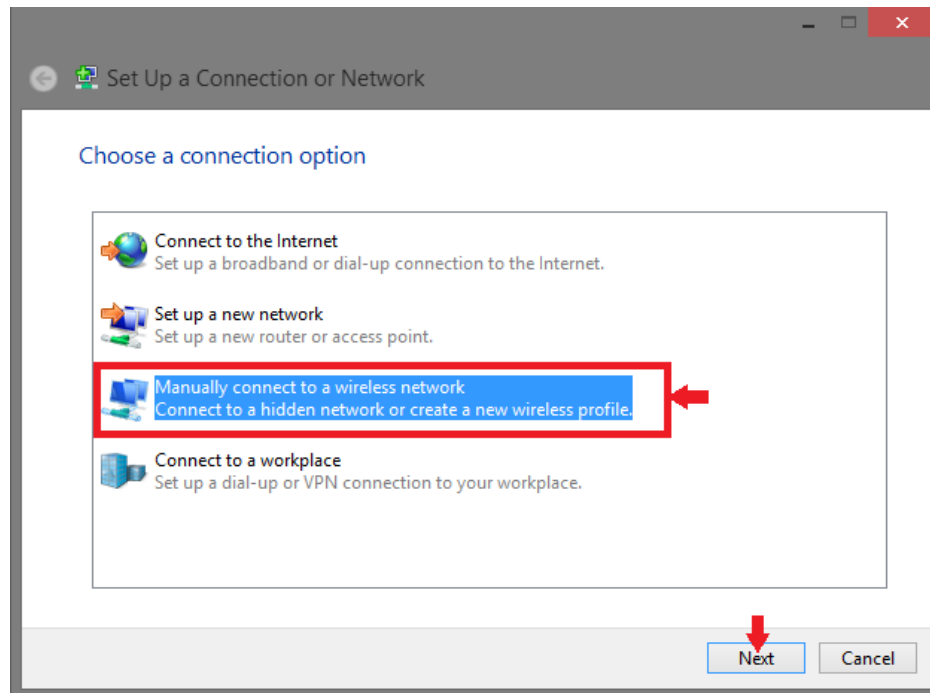 Set Up a Connection or Network
Choose a connection option
Connect to the Internet
Set up a broadband or dial-up connection to the Internet.
Set up a new network
Set up a new router or access point.
Manually connect to a wireless network
Connect to a hidden network or create a new wireless profile.
Connect to a workplace
Set up a dial-up or VPN connection to your workplace.
Next
Cancel